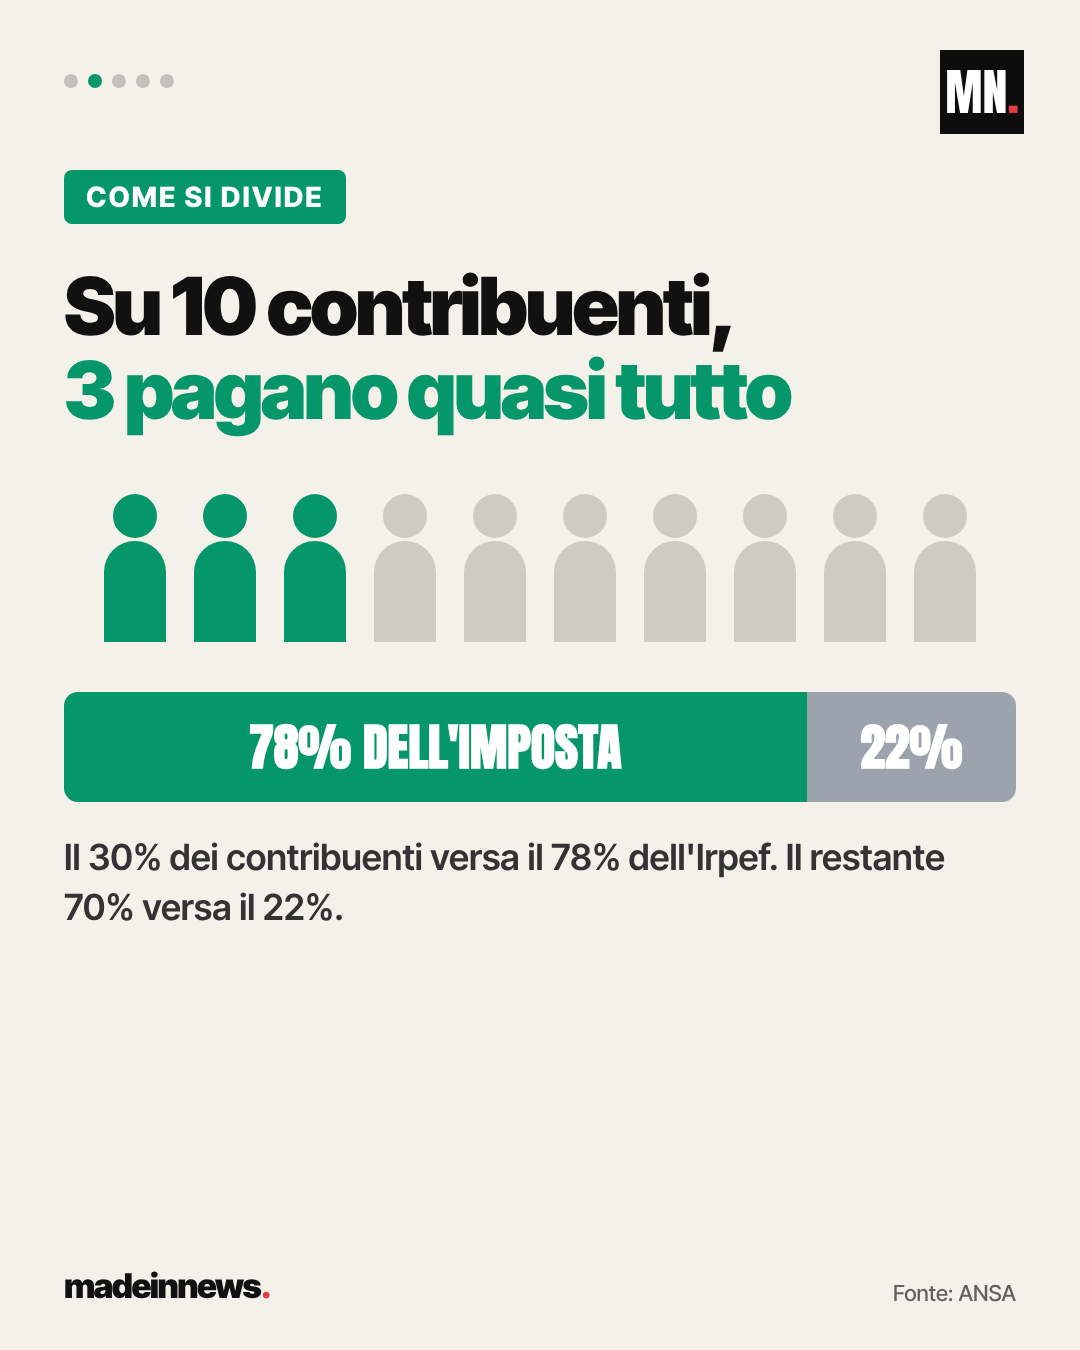 MN.
COME SI DIVIDE
Su 10 contribuenti,
3 pagano quasi tutto
78% DELL'IMPOSTA
22%
Il 30% dei contribuenti versa il 78% dell'Irpef. Il restante
70% versa il 22%.
madeinnews.
Fonte: ANSA